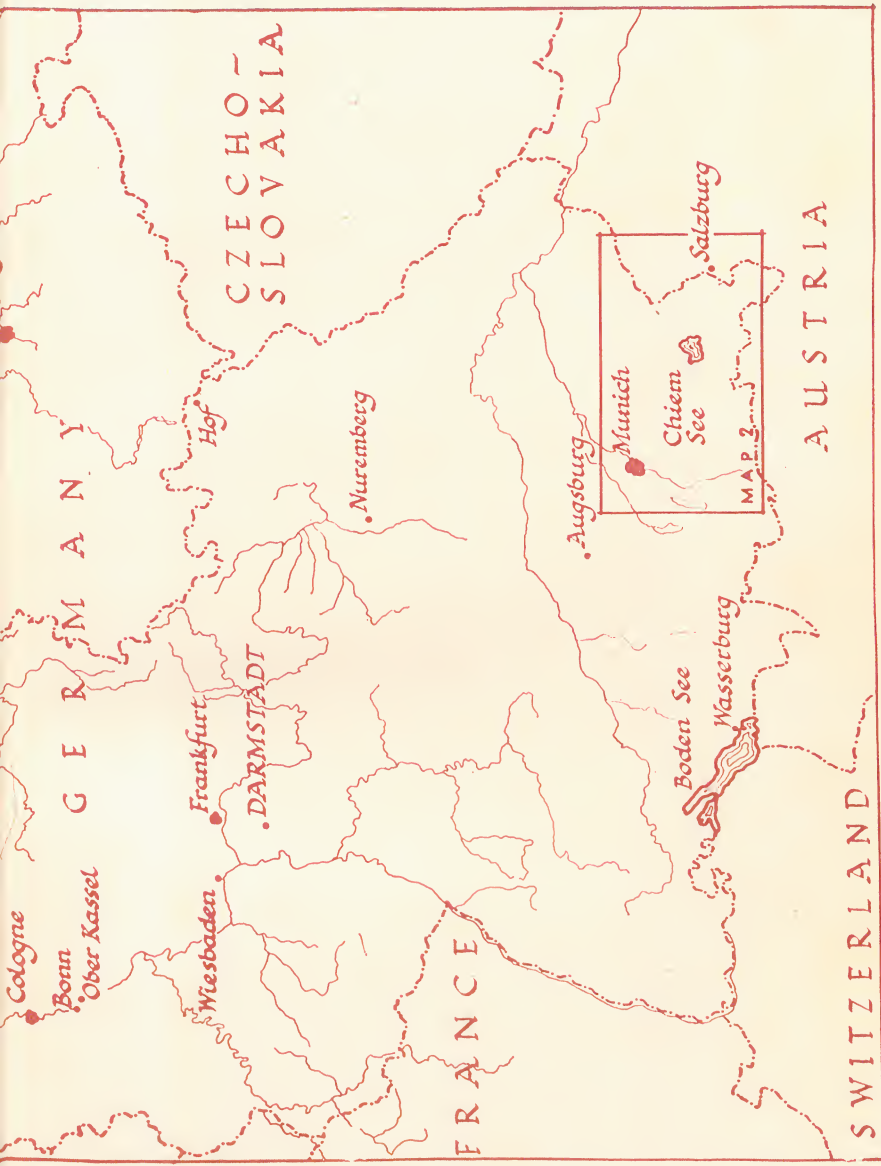 Cologne
Bonn
Ober Kassel
GERMANY
Wiesbaden
Frankfurt
DARMSTADT
Hof
Nuremberg
CZECHO-
SLOVAKIA
FRANCE
Augsburg
Munich
Chiem
See
Salzburg
MAP 2
Boden See
Wasserburg
AUSTRIA
SWITZERLAND